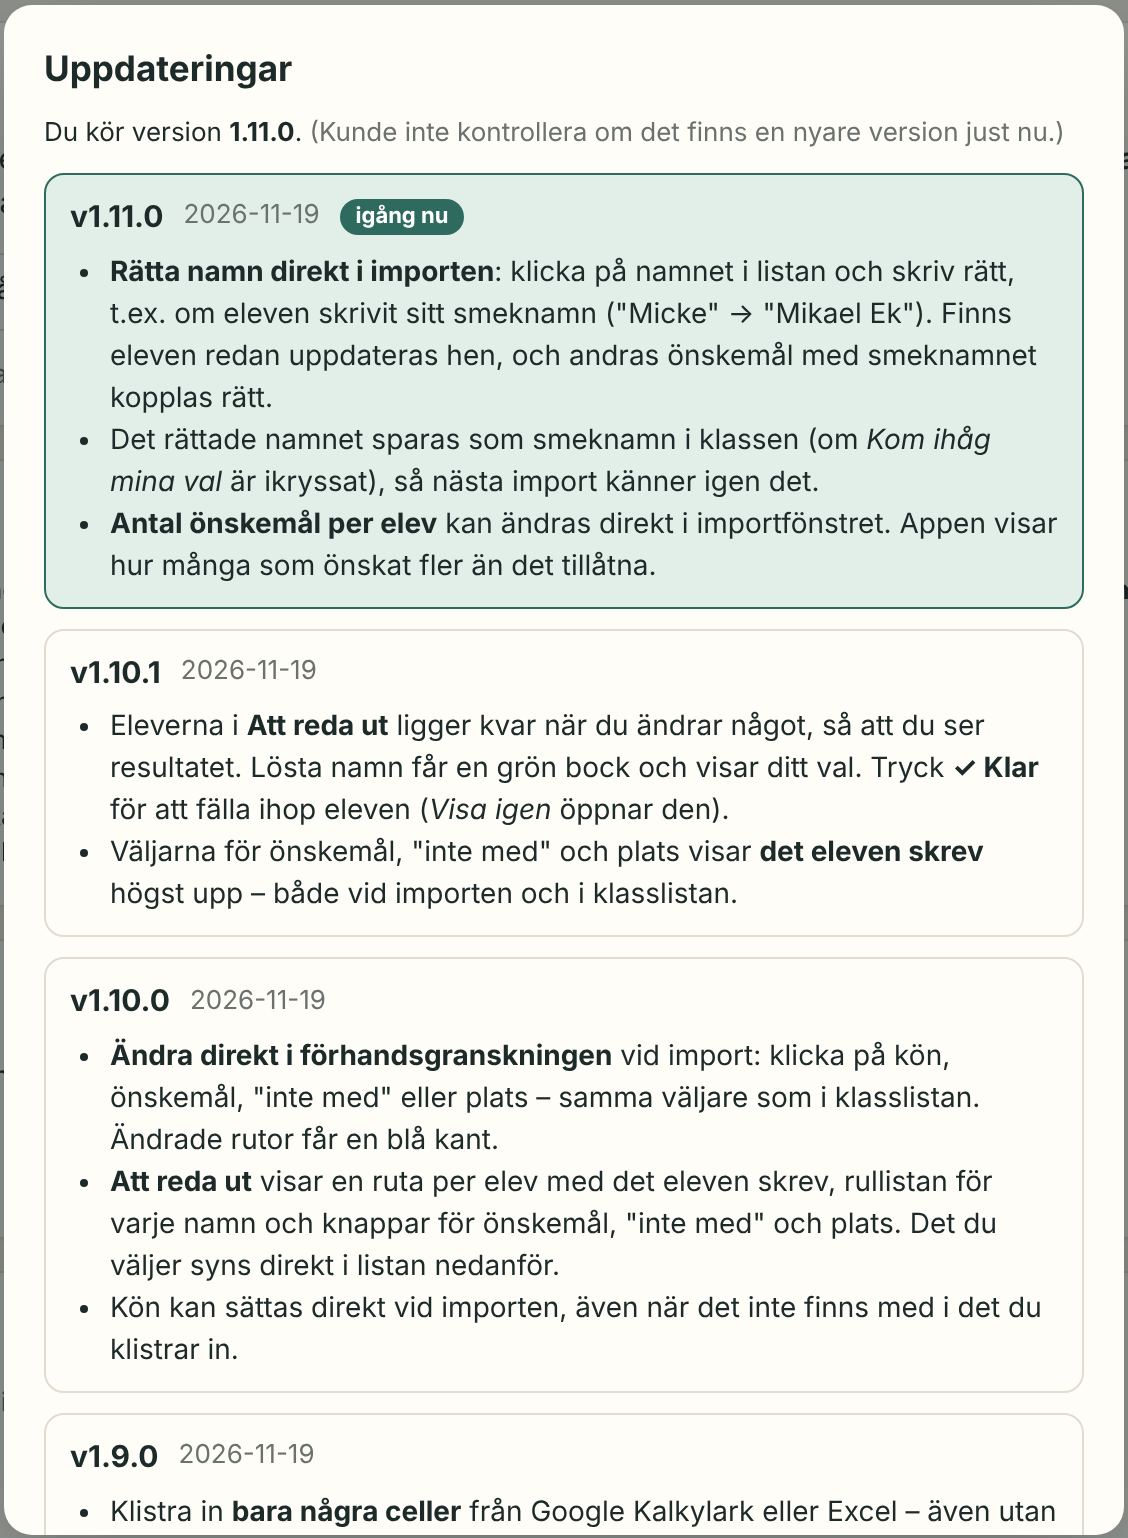 Uppdateringar
Du kör version 1.11.0. (Kunde inte kontrollera om det finns en nyare version just nu.)
v1.11.0 2026-11-19 igång nu
• Rätta namn direkt i importen: klicka på namnet i listan och skriv rätt,
t.ex. om eleven skrivit sitt smeknamn ("Micke" → "Mikael Ek"). Finns
eleven redan uppdateras hen, och andras önskemål med smeknamnet
kopplas rätt.
• Det rättade namnet sparas som smeknamn i klassen (om Kom ihåg
mina val är ikryssat), så nästa import känner igen det.
• Antal önskemål per elev kan ändras direkt i importfönstret. Appen visar
hur många som önskat fler än det tillåtna.
v1.10.1 2026-11-19
• Eleverna i Att reda ut ligger kvar när du ändrar något, så att du ser
resultatet. Lösta namn får en grön bock och visar ditt val. Tryck ✓ Klar
för att fälla ihop eleven (Visa igen öppnar den).
• Väljarna för önskemål, "inte med" och plats visar det eleven skrev
högst upp – både vid importen och i klasslistan.
v1.10.0 2026-11-19
• Ändra direkt i förhandsgranskningen vid import: klicka på kön,
önskemål, "inte med" eller plats – samma väljare som i klasslistan.
Ändrade rutor får en blå kant.
• Att reda ut visar en ruta per elev med det eleven skrev, rullistan för
varje namn och knappar för önskemål, "inte med" och plats. Det du
väljer syns direkt i listan nedanför.
• Kön kan sättas direkt vid importen, även när det inte finns med i det du
klistrar in.
v1.9.0 2026-11-19
• Klistra in bara några celler från Google Kalkylark eller Excel – även utan